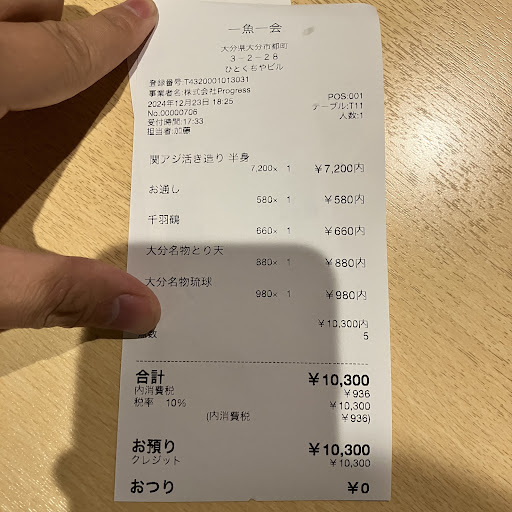 一魚一会
大分県大分市都町
3-2-28
ひとくちやビル
登録番号:T4320001013031
事業者名:株式会社Progress
2024年12月23日 18:25 POS:001
No.00000706 テーブル:T11
受付時間:17:33 人数:1
担当者:加藤
関アジ活き造り 半身
7,200× 1 ¥7,200内
お通し
580× 1 ¥580内
千羽鶴
660× 1 ¥660内
大分名物とり天
880× 1 ¥880内
大分名物琉球
980× 1 ¥980内
¥10,300内
数 5
合計 ¥10,300
内消費税 ¥936
税率 10% ¥10,300
(内消費税 ¥936)
お預り ¥10,300
クレジット ¥10,300
おつり ¥0